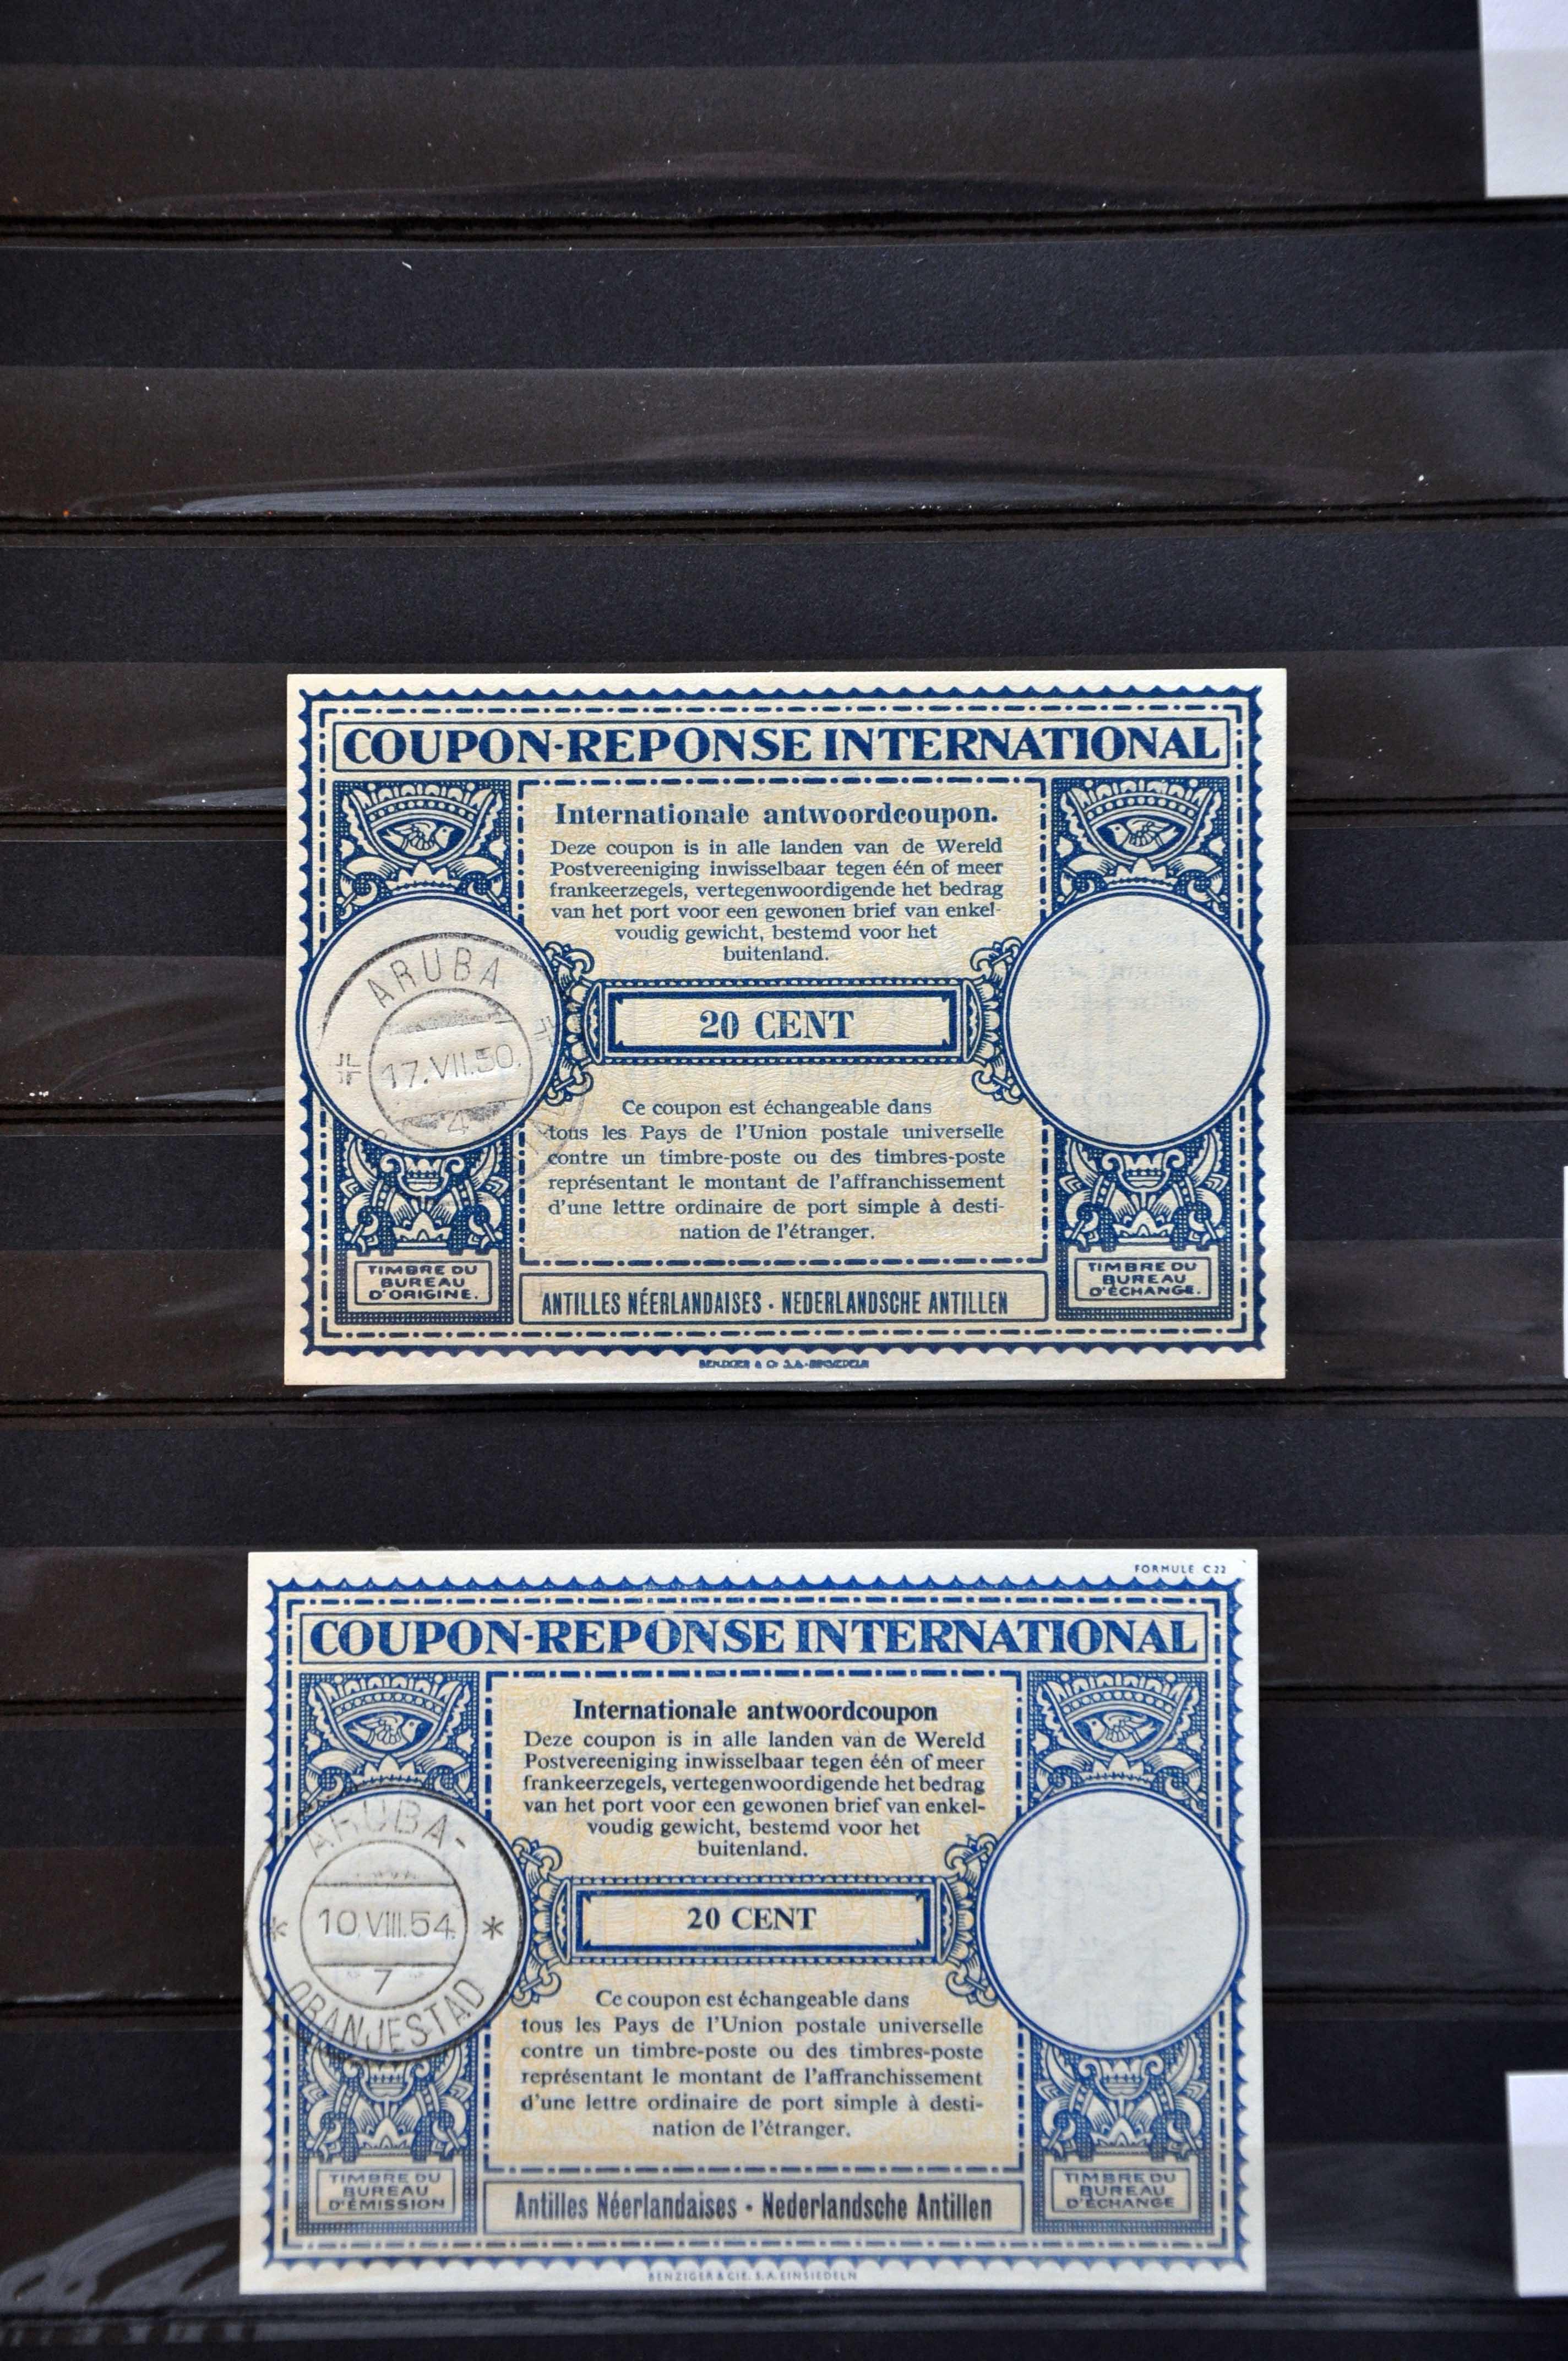 COUPON-REPONSE INTERNATIONAL
Internationale antwoordcoupon.
Deze coupon is in alle landen van de Wereld
Postvereeniging inwisselbaar tegen één of meer
frankeerzegels, vertegenwoordigende het bedrag
van het port voor een gewonen brief van enkel-
voudig gewicht, bestemd voor het
buitenland.
ARUBA
17.VII.50.
4
20 CENT
Ce coupon est échangeable dans
tous les Pays de l'Union postale universelle
contre un timbre-poste ou des timbres-poste
représentant le montant de l'affranchissement
d'une lettre ordinaire de port simple à desti-
nation de l'étranger.
TIMBRE DU
BUREAU
D'ORIGINE.
ANTILLES NÉERLANDAISES - NEDERLANDSCHE ANTILLEN
TIMBRE DU
BUREAU
D'ÉCHANGE.
BENZIGER & Co S.A. EINSIEDELN
FORMULE C 22
COUPON-REPONSE INTERNATIONAL
Internationale antwoordcoupon
Deze coupon is in alle landen van de Wereld
Postvereeniging inwisselbaar tegen één of meer
frankeerzegels, vertegenwoordigende het bedrag
van het port voor een gewonen brief van enkel-
voudig gewicht, bestemd voor het
buitenland.
ARUBA-
* 10.VIII.54. *
7
ORANJESTAD
20 CENT
Ce coupon est échangeable dans
tous les Pays de l'Union postale universelle
contre un timbre-poste ou des timbres-poste
représentant le montant de l'affranchissement
d'une lettre ordinaire de port simple à desti-
nation de l'étranger.
TIMBRE DU
BUREAU
D'ÉMISSION
Antilles Néerlandaises - Nederlandsche Antillen
TIMBRE DU
BUREAU
D'ÉCHANGE
BENZIGER & CIE. S.A. EINSIEDELN